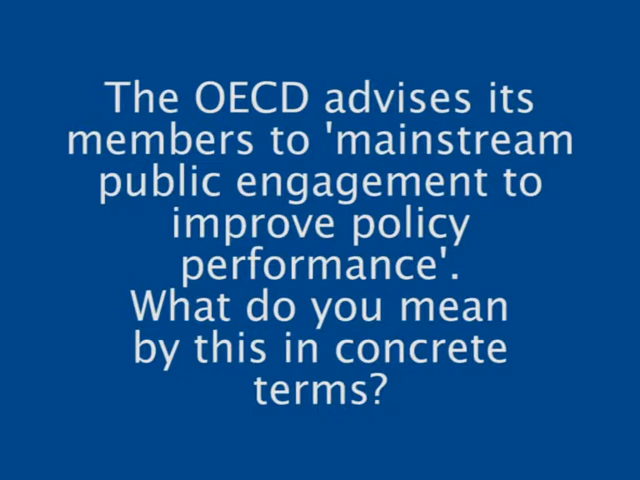 The OECD advises its
members to 'mainstream
public engagement to
improve policy
performance'.
What do you mean
by this in concrete
terms?